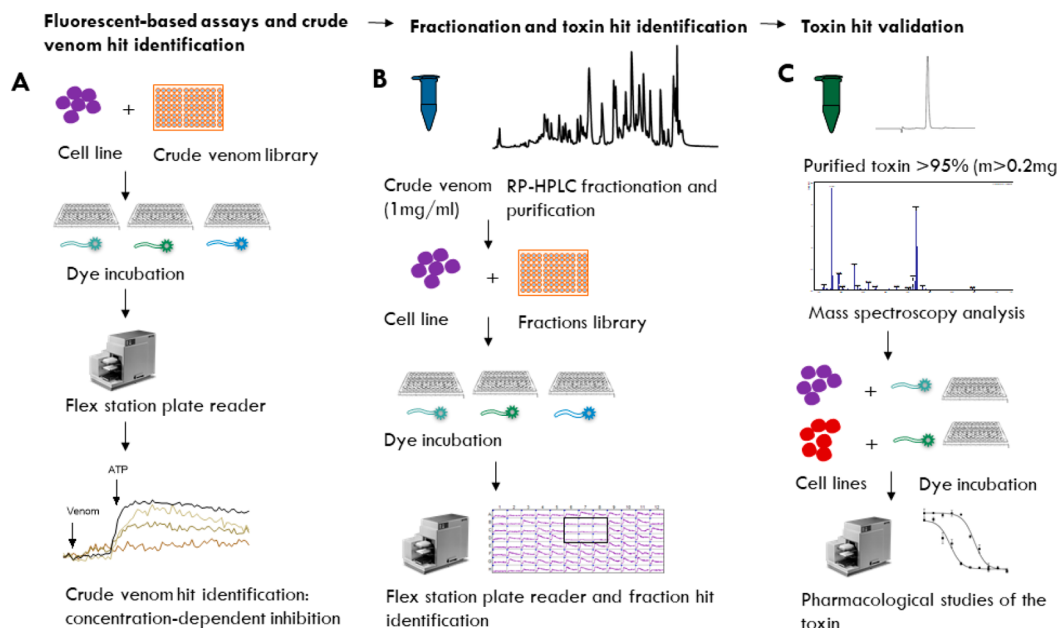 Fluorescent-based assays and crude
venom hit identification
Fractionation and toxin hit identification
Toxin hit validation
A
Cell line
+
Crude venom library
Dye incubation
Flex station plate reader
Venom
ATP
Crude venom hit identification:
concentration-dependent inhibition
B
Crude venom
(1mg/ml)
RP-HPLC fractionation and
purification
+
Cell line
Fractions library
Dye incubation
Flex station plate reader and fraction hit
identification
C
Purified toxin >95% (m>0.2mg
Mass spectroscopy analysis
+
+
Cell lines
Dye incubation
Pharmacological studies of the
toxin